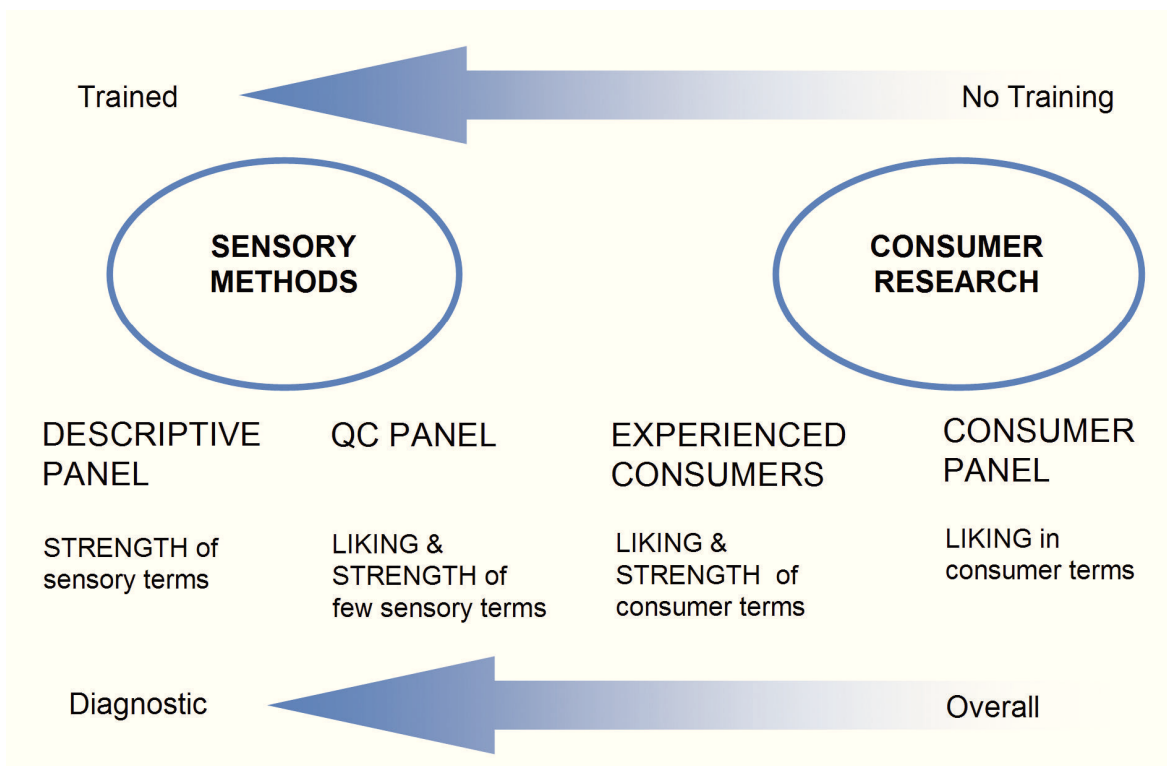 Trained
No Training
SENSORY
METHODS
CONSUMER
RESEARCH
DESCRIPTIVE
PANEL
QC PANEL
EXPERIENCED
CONSUMERS
CONSUMER
PANEL
STRENGTH of
sensory terms
LIKING &
STRENGTH of
few sensory terms
LIKING &
STRENGTH of
consumer terms
LIKING in
consumer terms
Diagnostic
Overall